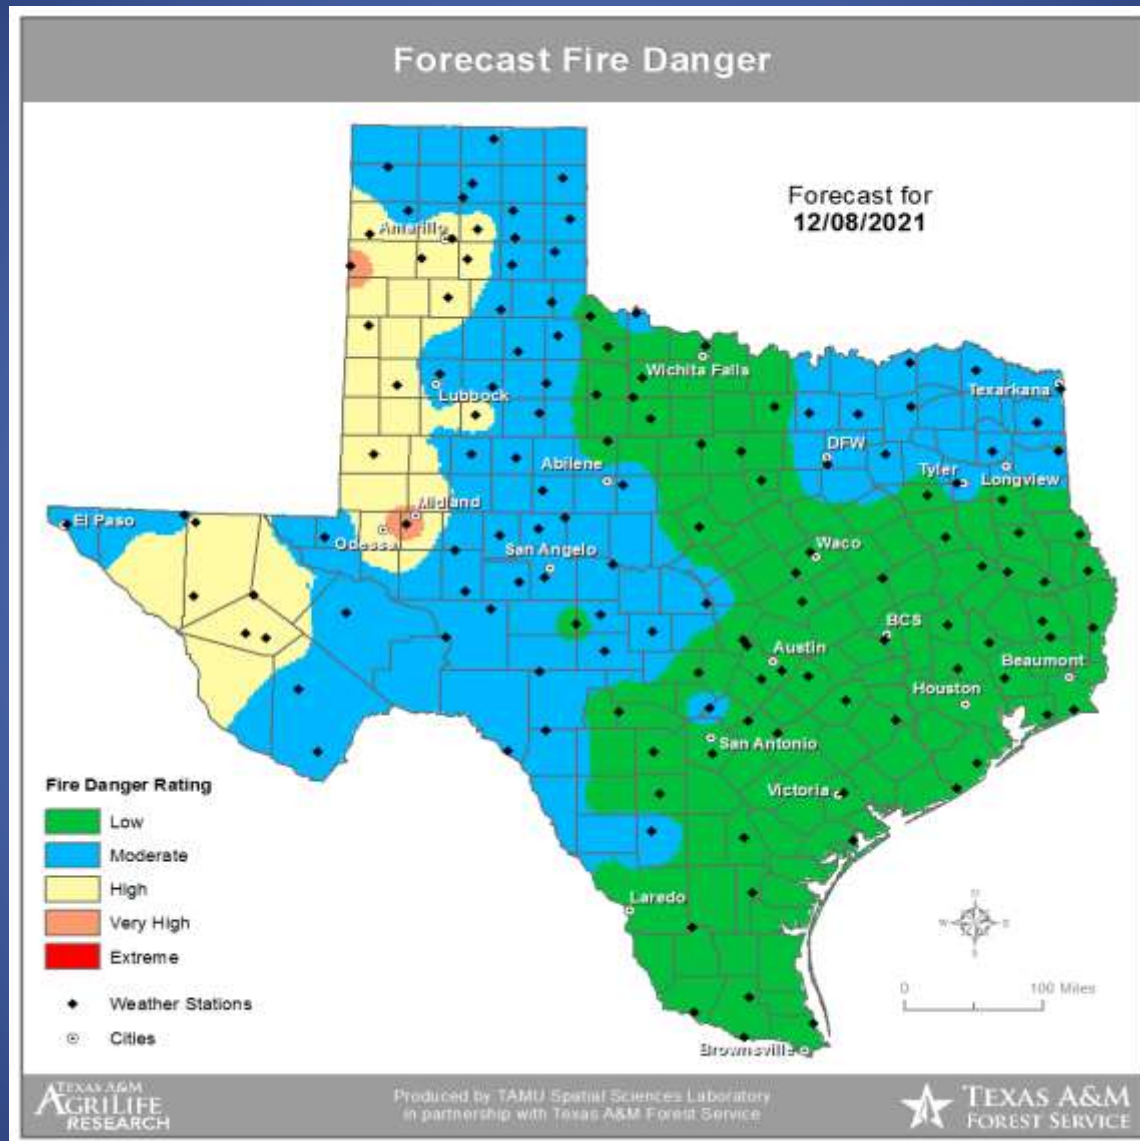 Forecast Fire Danger
Forecast for
12/08/2021
Amarillo
Wichita Falls
Lubbock
Texarkana
DFW
Abilene
Tyler
Longview
Midland
El Paso
Odessa
San Angelo
Waco
BCS
Austin
Beaumont
Houston
San Antonio
Victoria
Laredo
Brownsville
Fire Danger Rating
Low
Moderate
High
Very High
Extreme
Weather Stations
Cities
N
W E
S
0 100 Miles
TEXAS A&M
AGRILIFE
RESEARCH
Produced by TAMU Spatial Sciences Laboratory
in partnership with Texas A&M Forest Service
TEXAS A&M
FOREST SERVICE